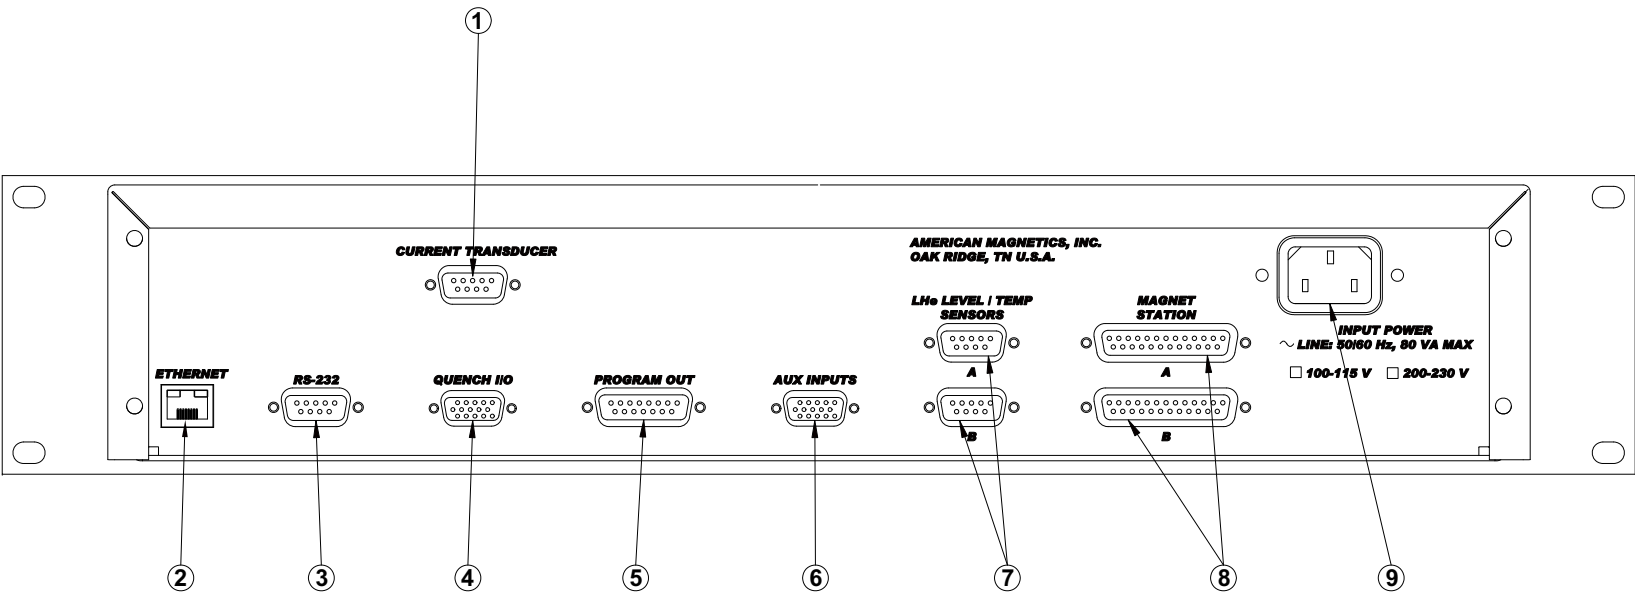 1
CURRENT TRANSDUCER
AMERICAN MAGNETICS, INC.
OAK RIDGE, TN U.S.A.
LHe LEVEL / TEMP
SENSORS
A
B
MAGNET
STATION
A
B
INPUT POWER
~ LINE: 50/60 Hz, 80 VA MAX
☐ 100-115 V ☐ 200-230 V
ETHERNET
RS-232
QUENCH I/O
PROGRAM OUT
AUX INPUTS
2
3
4
5
6
7
8
9